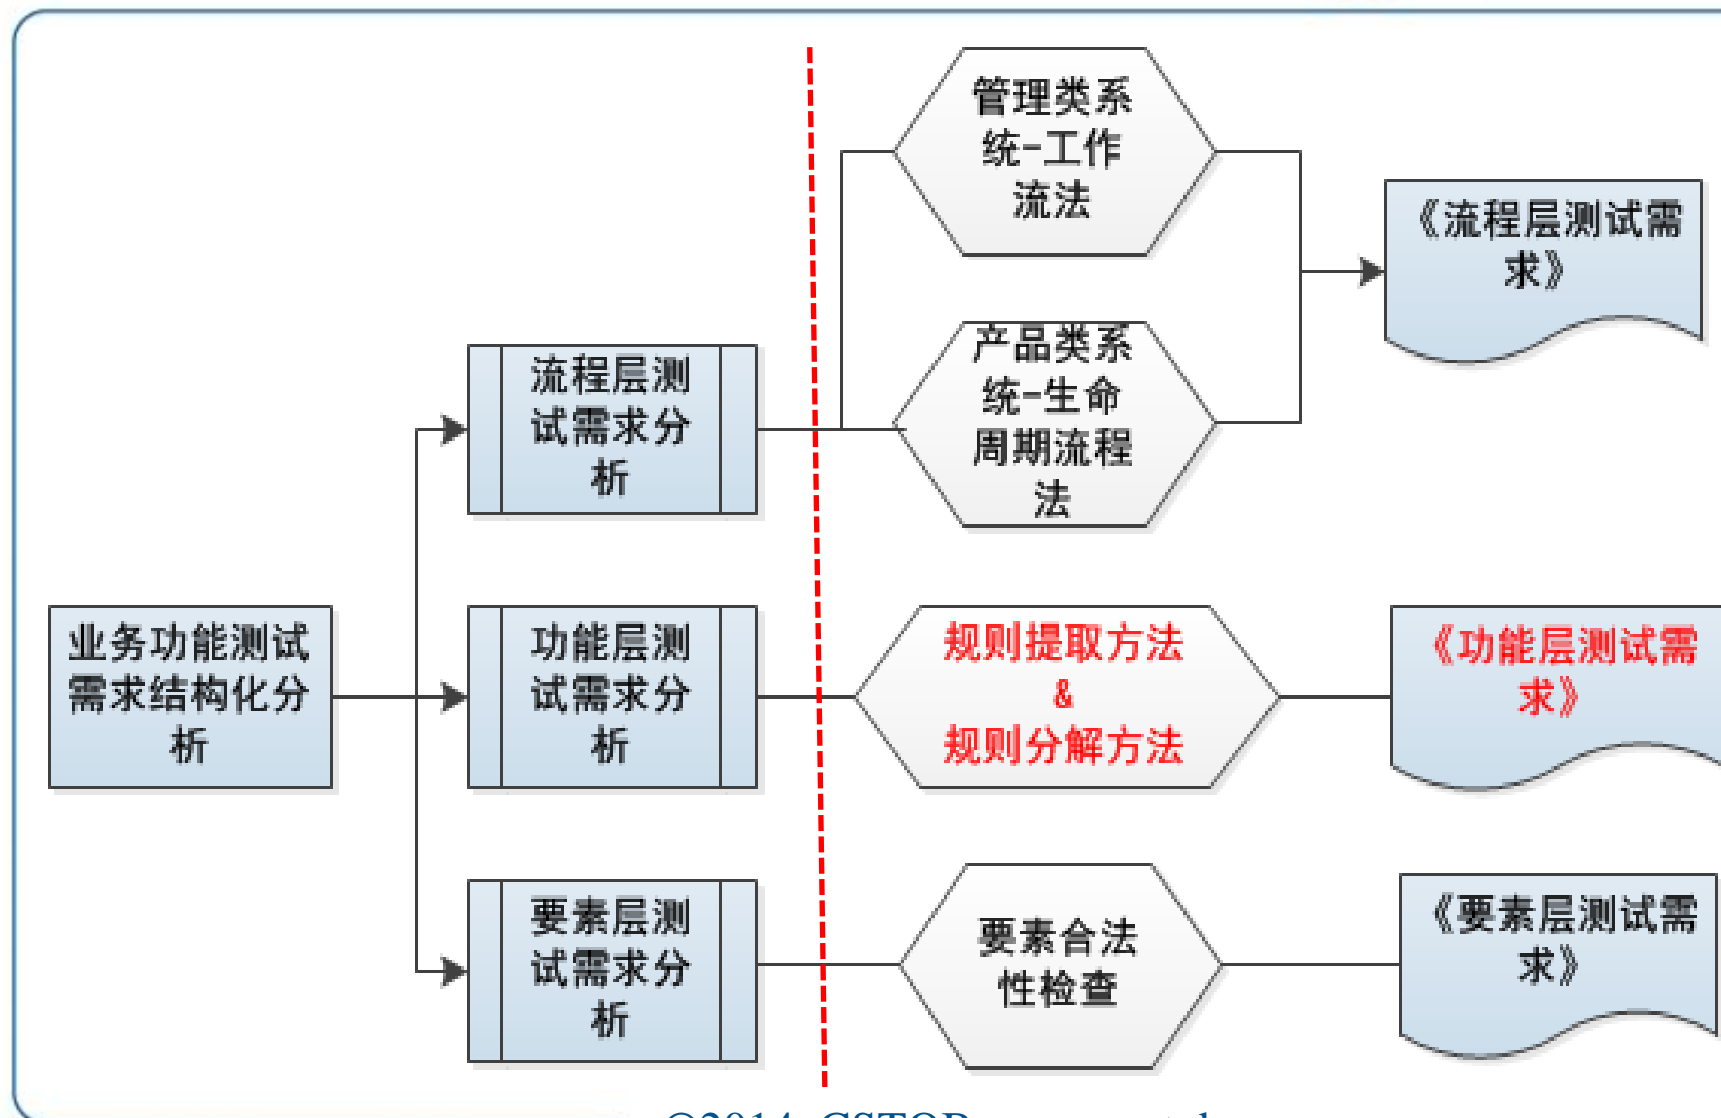 管理类系
统-工作
流法
《流程层测试需
求》
产品类系
统-生命
周期流程
法
流程层测
试需求分
析
业务功能测试
需求结构化分
析
功能层测
试需求分
析
规则提取方法
&
规则分解方法
《功能层测试需
求》
要素层测
试需求分
析
要素合法
性检查
《要素层测试需
求》